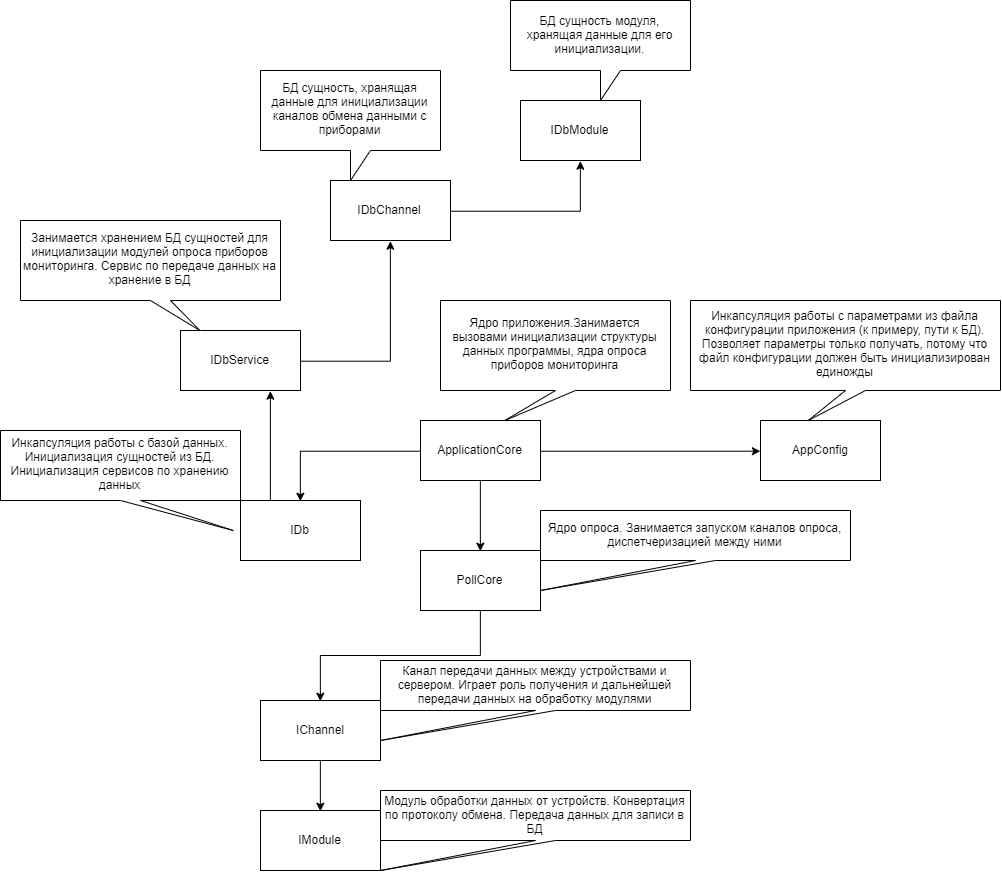 БД сущность модуля,
хранящая данные для его
инициализации.
БД сущность, хранящая
данные для инициализации
каналов обмена данными с
приборами
IDbModule
IDbChannel
Занимается хранением БД сущностей для
инициализации модулей опроса приборов
мониторинга. Сервис по передаче данных на
хранение в БД
IDbService
Ядро приложения.Занимается
вызовами инициализации структуры
данных программы, ядра опроса
приборов мониторинга
Инкапсуляция работы с параметрами из файла
конфигурации приложения (к примеру, пути к БД).
Позволяет параметры только получать, потому что
файл конфигурации должен быть инициализирован
единожды
Инкапсуляция работы с базой данных.
Инициализация сущностей из БД.
Инициализация сервисов по хранению
данных
ApplicationCore
AppConfig
IDb
Ядро опроса. Занимается запуском каналов опроса,
диспетчеризацией между ними
PollCore
Канал передачи данных между устройствами и
сервером. Играет роль получения и дальнейшей
передачи данных на обработку модулями
IChannel
Модуль обработки данных от устройств. Конвертация
по протоколу обмена. Передача данных для записи в
БД
IModule